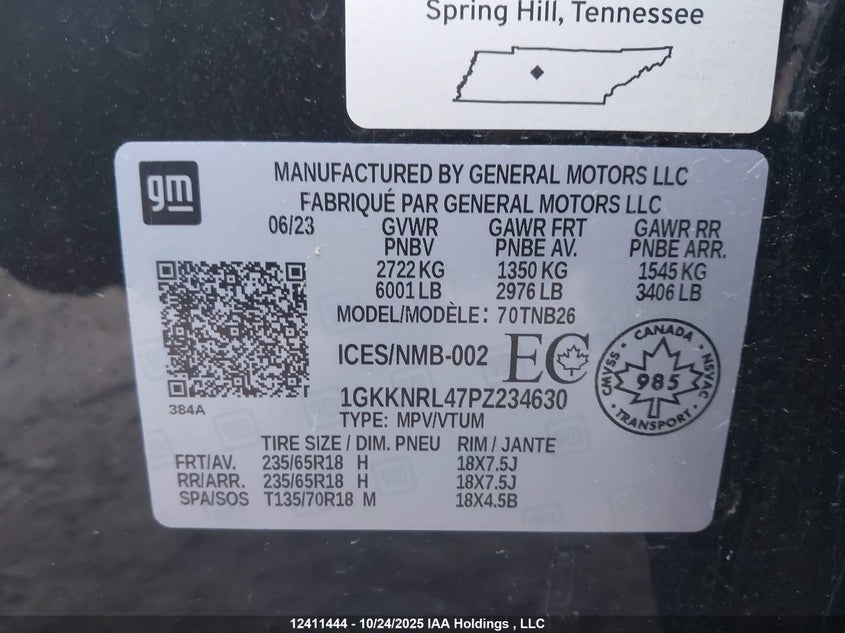 Spring Hill, Tennessee
gm
MANUFACTURED BY GENERAL MOTORS LLC
FABRIQUÉ PAR GENERAL MOTORS LLC
06/23 GVWR GAWR FRT GAWR RR
PNBV PNBE AV. PNBE ARR.
2722 KG 1350 KG 1545 KG
6001 LB 2976 LB 3406 LB
MODEL/MODÈLE: 70TNB26
ICES/NMB-002 EC
CANADA
CMVSS 985 NSVAC
TRANSPORT
384A
1GKKNRL47PZ234630
TYPE: MPV/VTUM
TIRE SIZE / DIM. PNEU RIM / JANTE
FRT/AV. 235/65R18 H 18X7.5J
RR/ARR. 235/65R18 H 18X7.5J
SPA/SOS T135/70R18 M 18X4.5B
12411444 - 10/24/2025 IAA Holdings , LLC